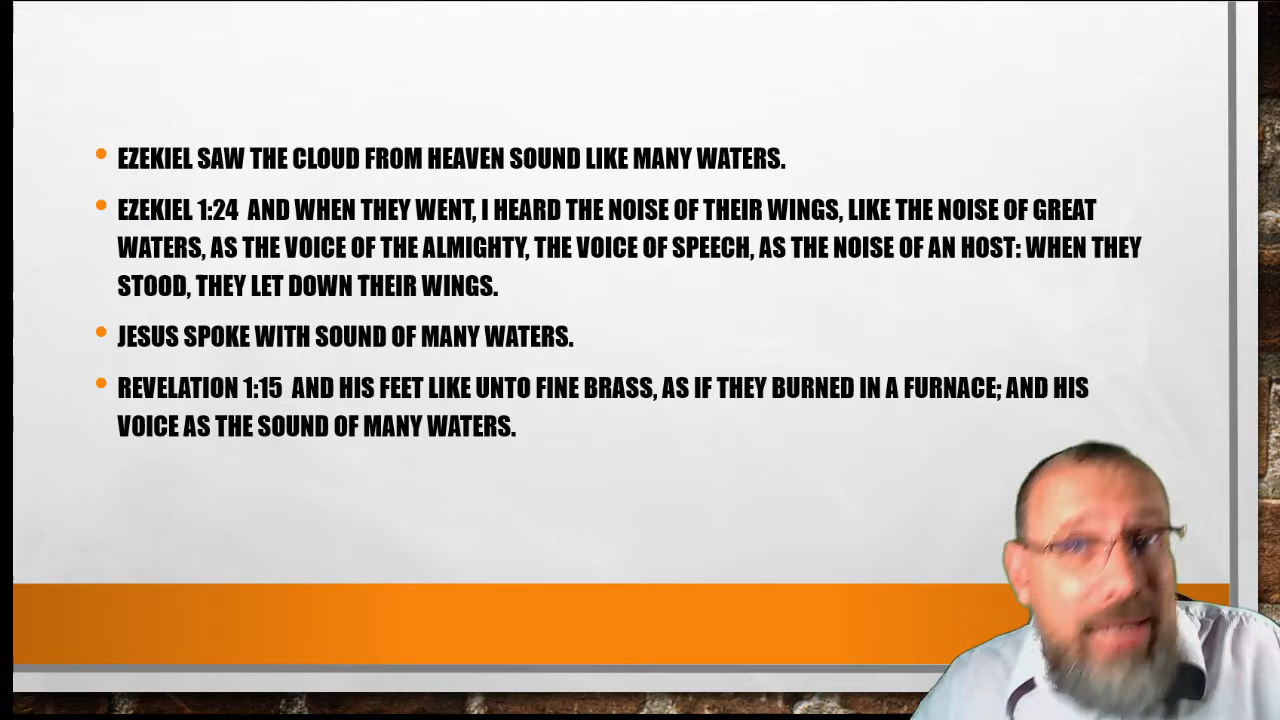 EZEKIEL SAW THE CLOUD FROM HEAVEN SOUND LIKE MANY WATERS.
EZEKIEL 1:24 AND WHEN THEY WENT, I HEARD THE NOISE OF THEIR WINGS, LIKE THE NOISE OF GREAT
WATERS, AS THE VOICE OF THE ALMIGHTY, THE VOICE OF SPEECH, AS THE NOISE OF AN HOST: WHEN THEY
STOOD, THEY LET DOWN THEIR WINGS.
JESUS SPOKE WITH SOUND OF MANY WATERS.
REVELATION 1:15 AND HIS FEET LIKE UNTO FINE BRASS, AS IF THEY BURNED IN A FURNACE; AND HIS
VOICE AS THE SOUND OF MANY WATERS.